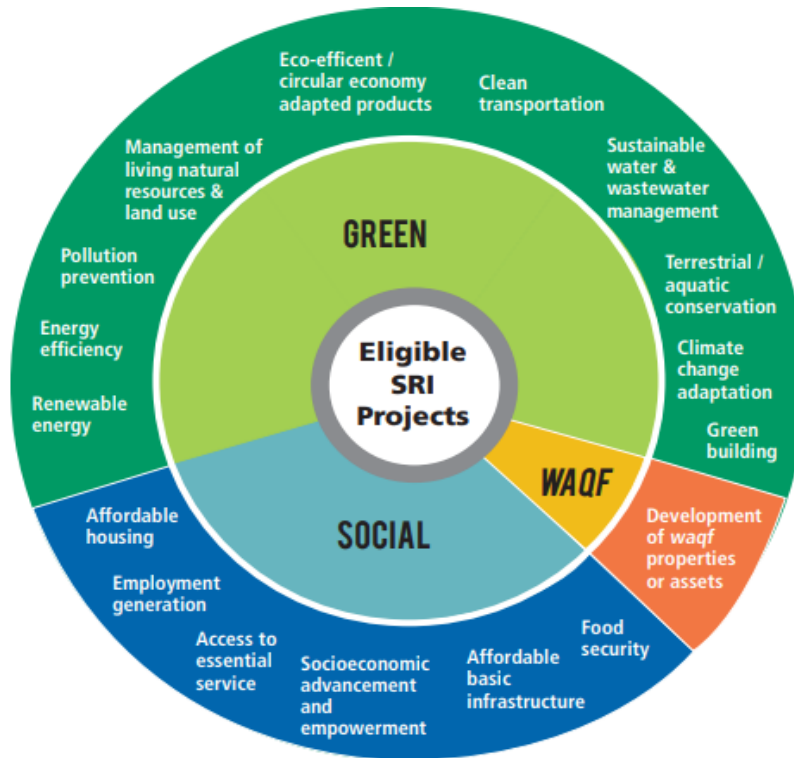 Eco-efficent /
circular economy
adapted products
Clean
transportation
Management of
living natural
resources &
land use
Sustainable
water &
wastewater
management
GREEN
Pollution
prevention
Terrestrial /
aquatic
conservation
Energy
efficiency
Climate
change
adaptation
Renewable
energy
Green
building
Eligible
SRI
Projects
WAQF
SOCIAL
Affordable
housing
Development
of waqf
properties
or assets
Employment
generation
Access to
essential
service
Socioeconomic
advancement
and
empowerment
Affordable
basic
infrastructure
Food
security